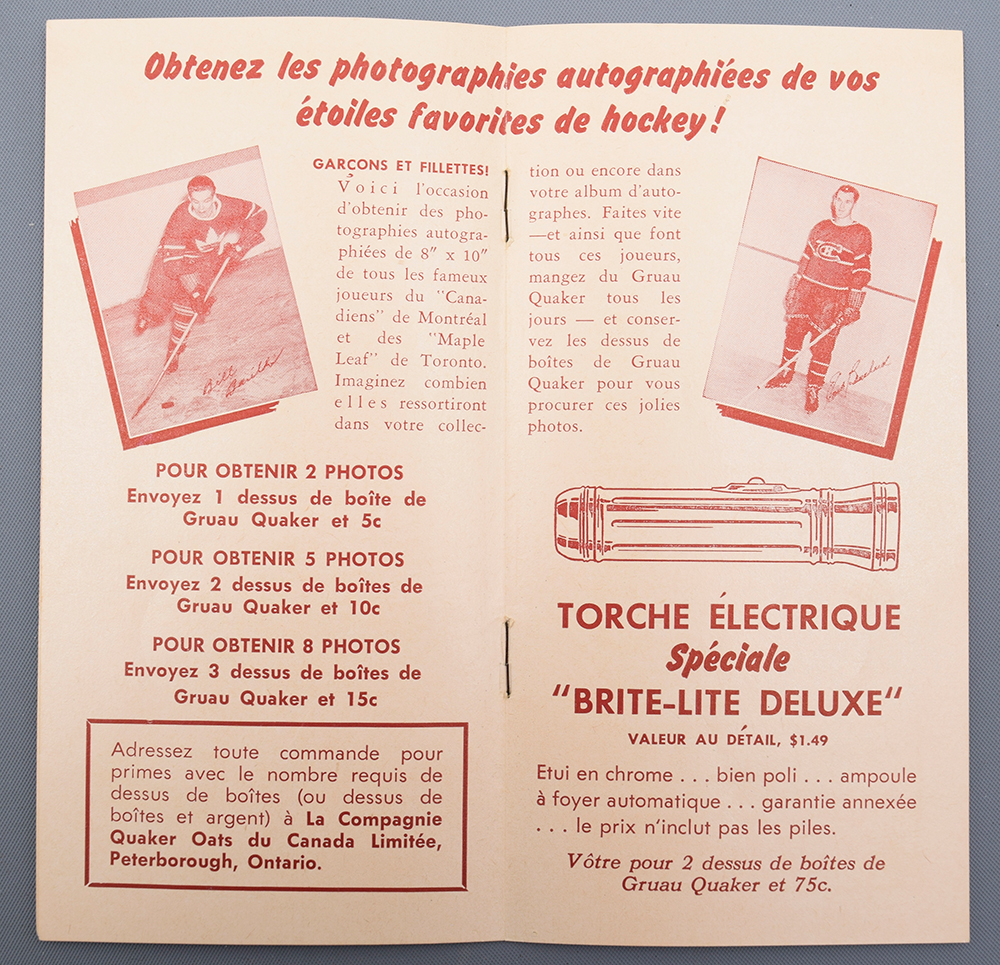 Obtenez les photographies autographiées de vos
étoiles favorites de hockey!
GARÇONS ET FILLETTES!
Voici l'occasion
d'obtenir des pho-
tographies autogra-
phiées de 8" x 10"
de tous les fameux
joueurs du "Cana-
diens" de Montréal
et des "Maple
Leaf" de Toronto.
Imaginez combien
elles ressortiront
dans votre collec-
tion ou encore dans
votre album d'auto-
graphes. Faites vite
—et ainsi que font
tous ces joueurs,
mangez du Gruau
Quaker tous les
jours — et conser-
vez les dessus de
boîtes de Gruau
Quaker pour vous
procurer ces jolies
photos.
POUR OBTENIR 2 PHOTOS
Envoyez 1 dessus de boîte de
Gruau Quaker et 5c
POUR OBTENIR 5 PHOTOS
Envoyez 2 dessus de boîtes de
Gruau Quaker et 10c
POUR OBTENIR 8 PHOTOS
Envoyez 3 dessus de boîtes de
Gruau Quaker et 15c
Adressez toute commande pour
primes avec le nombre requis de
dessus de boîtes (ou dessus de
boîtes et argent) à La Compagnie
Quaker Oats du Canada Limitée,
Peterborough, Ontario.
TORCHE ÉLECTRIQUE
Spéciale
"BRITE-LITE DELUXE"
VALEUR AU DÉTAIL, $1.49
Etui en chrome . . . bien poli . . . ampoule
à foyer automatique . . . garantie annexée
. . . le prix n'inclut pas les piles.
Vôtre pour 2 dessus de boîtes de
Gruau Quaker et 75c.
Bill